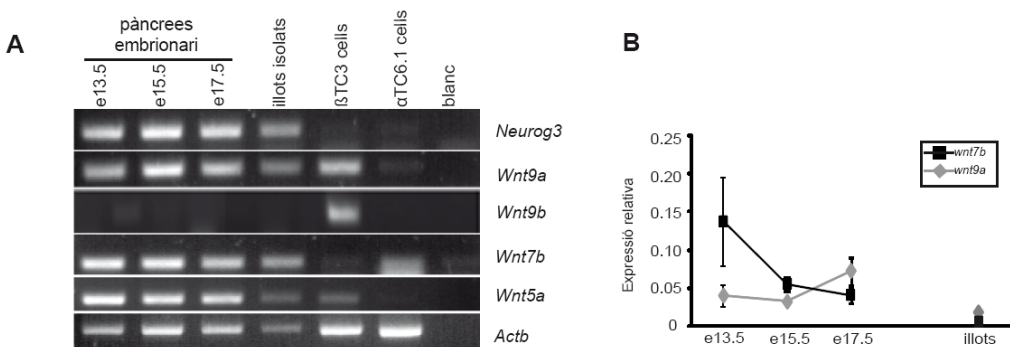 A
pàncrees
embrionari
e13.5
e15.5
e17.5
illots isolats
ßTC3 cells
αTC6.1 cells
blanc
Neurog3
Wnt9a
Wnt9b
Wnt7b
Wnt5a
Actb
B
Expressió relativa
0.25
0.20
0.15
0.10
0.05
0
wnt7b
wnt9a
e13.5 e15.5 e17.5 illots